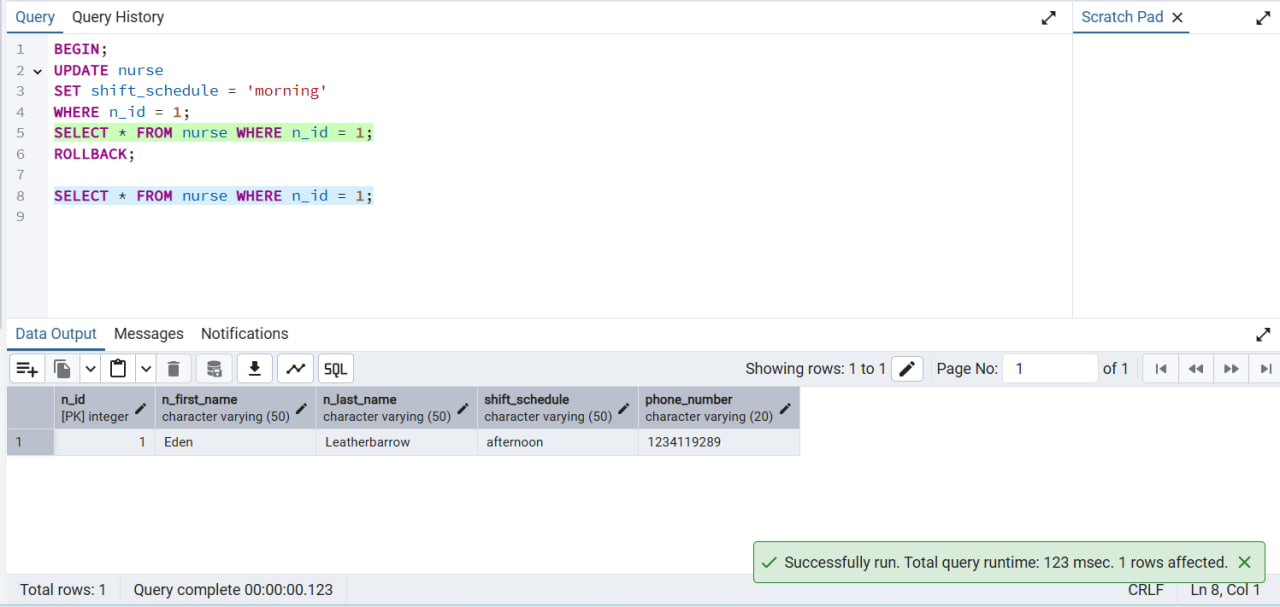 Query Query History Scratch Pad
1 BEGIN;
2 UPDATE nurse
3 SET shift_schedule = 'morning'
4 WHERE n_id = 1;
5 SELECT * FROM nurse WHERE n_id = 1;
6 ROLLBACK;
7
8 SELECT * FROM nurse WHERE n_id = 1;
9
Data Output Messages Notifications
SQL Showing rows: 1 to 1 Page No: 1 of 1
n_id n_first_name n_last_name shift_schedule phone_number
[PK] integer character varying (50) character varying (50) character varying (50) character varying (20)
1 1 Eden Leatherbarrow afternoon 1234119289
Successfully run. Total query runtime: 123 msec. 1 rows affected.
Total rows: 1 Query complete 00:00:00.123 CRLF Ln 8, Col 1